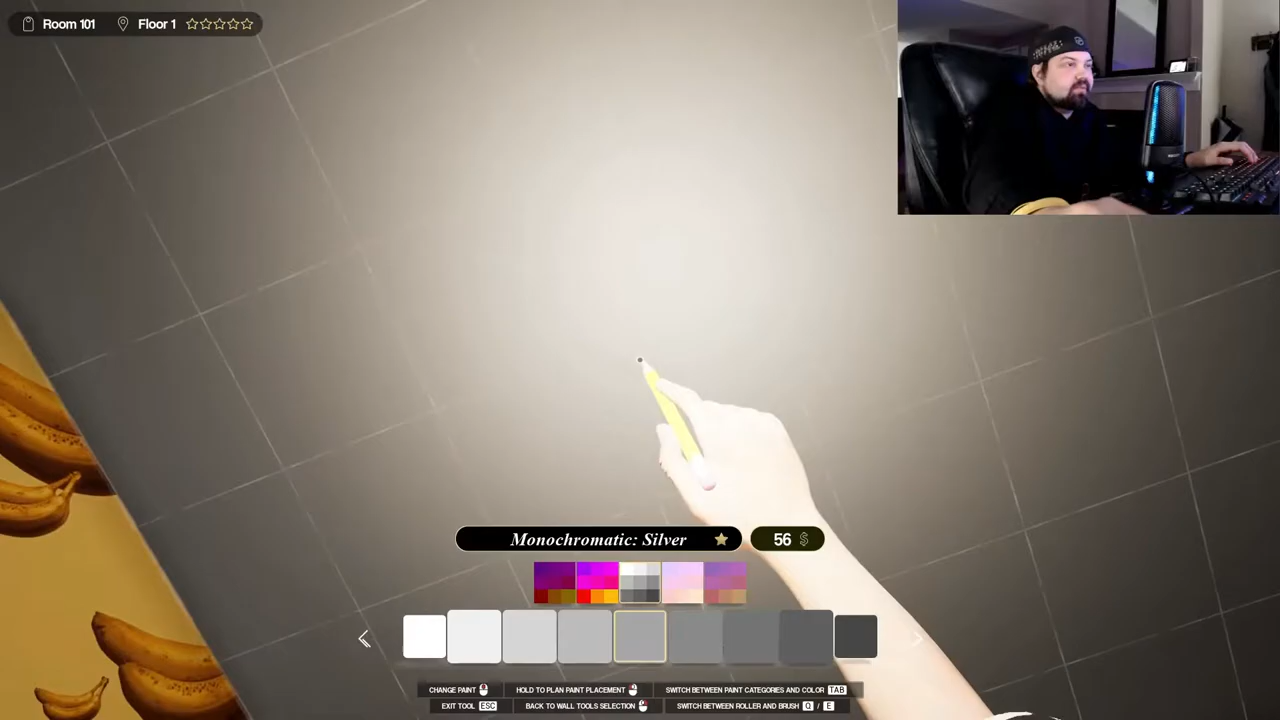 Room 101 Floor 1
Monochromatic: Silver 56 $
CHANGE PAINT HOLD TO PLAN PAINT PLACEMENT SWITCH BETWEEN PAINT CATEGORIES AND COLOR TAB
EXIT TOOL ESC BACK TO WALL TOOLS SELECTION SWITCH BETWEEN ROLLER AND BRUSH Q / E